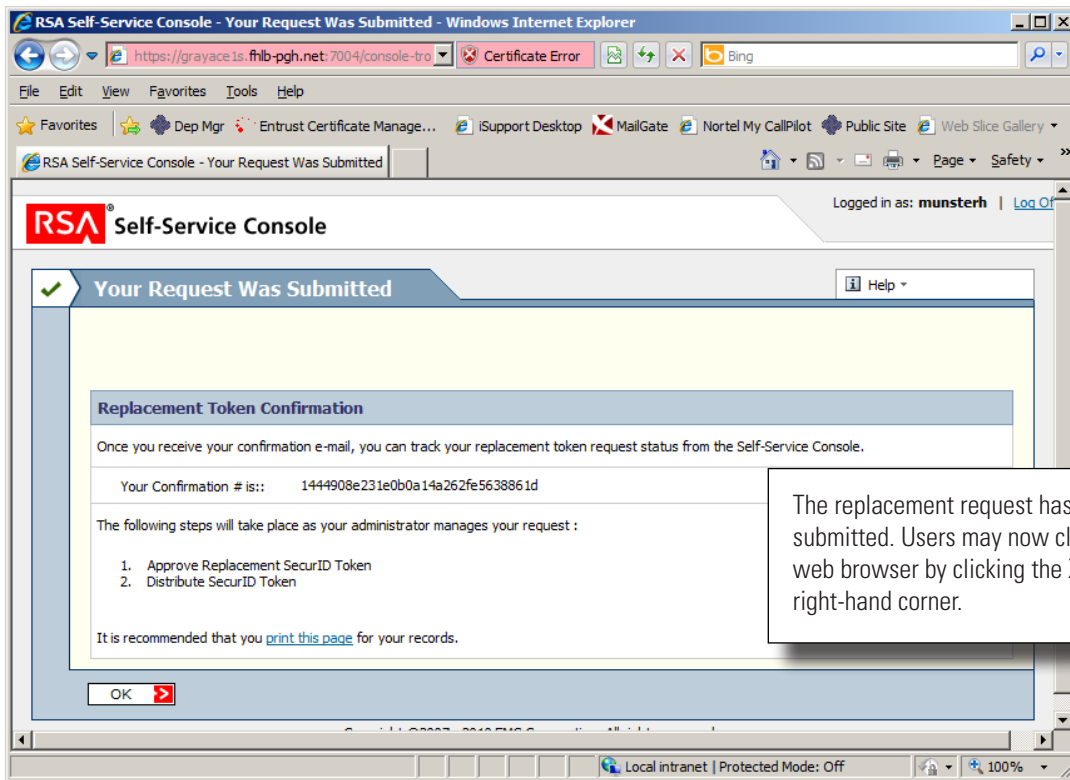 RSA Self-Service Console - Your Request Was Submitted - Windows Internet Explorer
https://grayace1s.fhlb-pgh.net:7004/console-tro Certificate Error Bing
File Edit View Favorites Tools Help
Favorites Dep Mgr Entrust Certificate Manage... iSupport Desktop MailGate Nortel My CallPilot Public Site Web Slice Gallery
RSA Self-Service Console - Your Request Was Submitted Page Safety »
Logged in as: munsterh | Log Of
RSA® Self-Service Console
Your Request Was Submitted
Help
Replacement Token Confirmation
Once you receive your confirmation e-mail, you can track your replacement token request status from the Self-Service Console.
Your Confirmation # is:: 1444908e231e0b0a14a262fe5638861d
The following steps will take place as your administrator manages your request :
1. Approve Replacement SecurID Token
2. Distribute SecurID Token
It is recommended that you print this page for your records.
The replacement request has
submitted. Users may now cl
web browser by clicking the
right-hand corner.
OK
Local intranet | Protected Mode: Off 100%